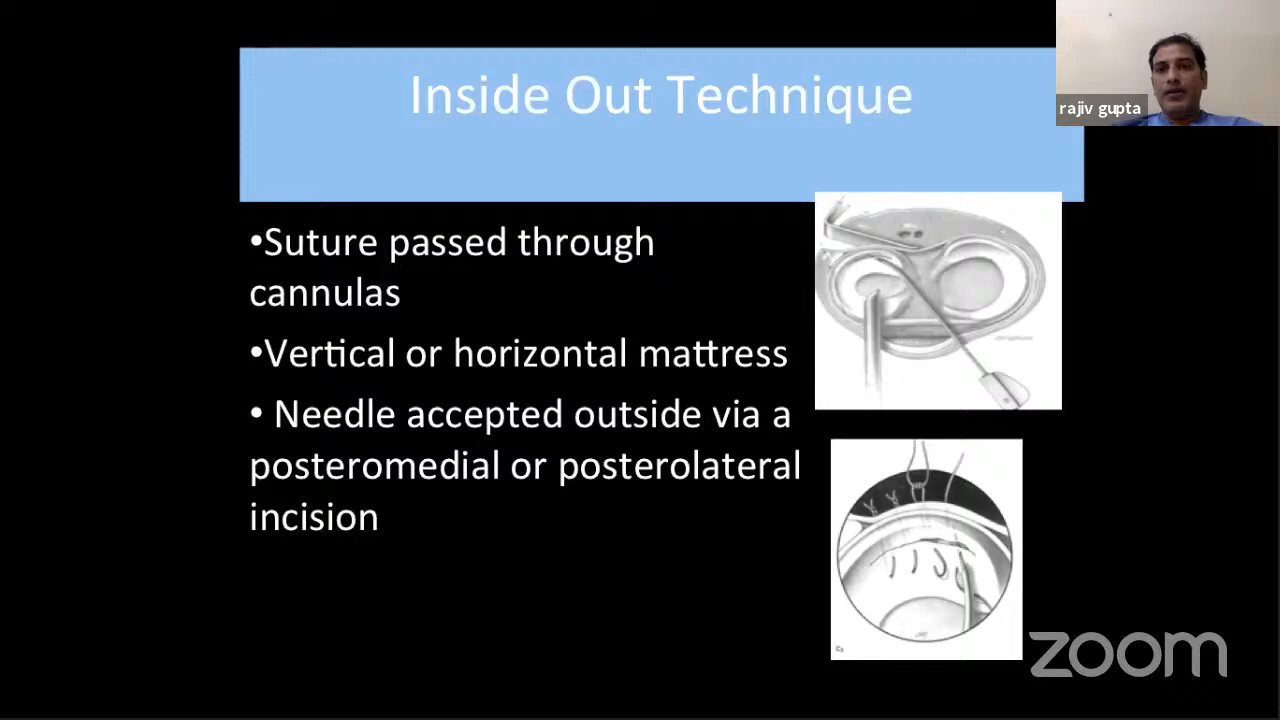 Inside Out Technique
rajiv gupta
•Suture passed through
cannulas
•Vertical or horizontal mattress
• Needle accepted outside via a
posteromedial or posterolateral
incision
zoom